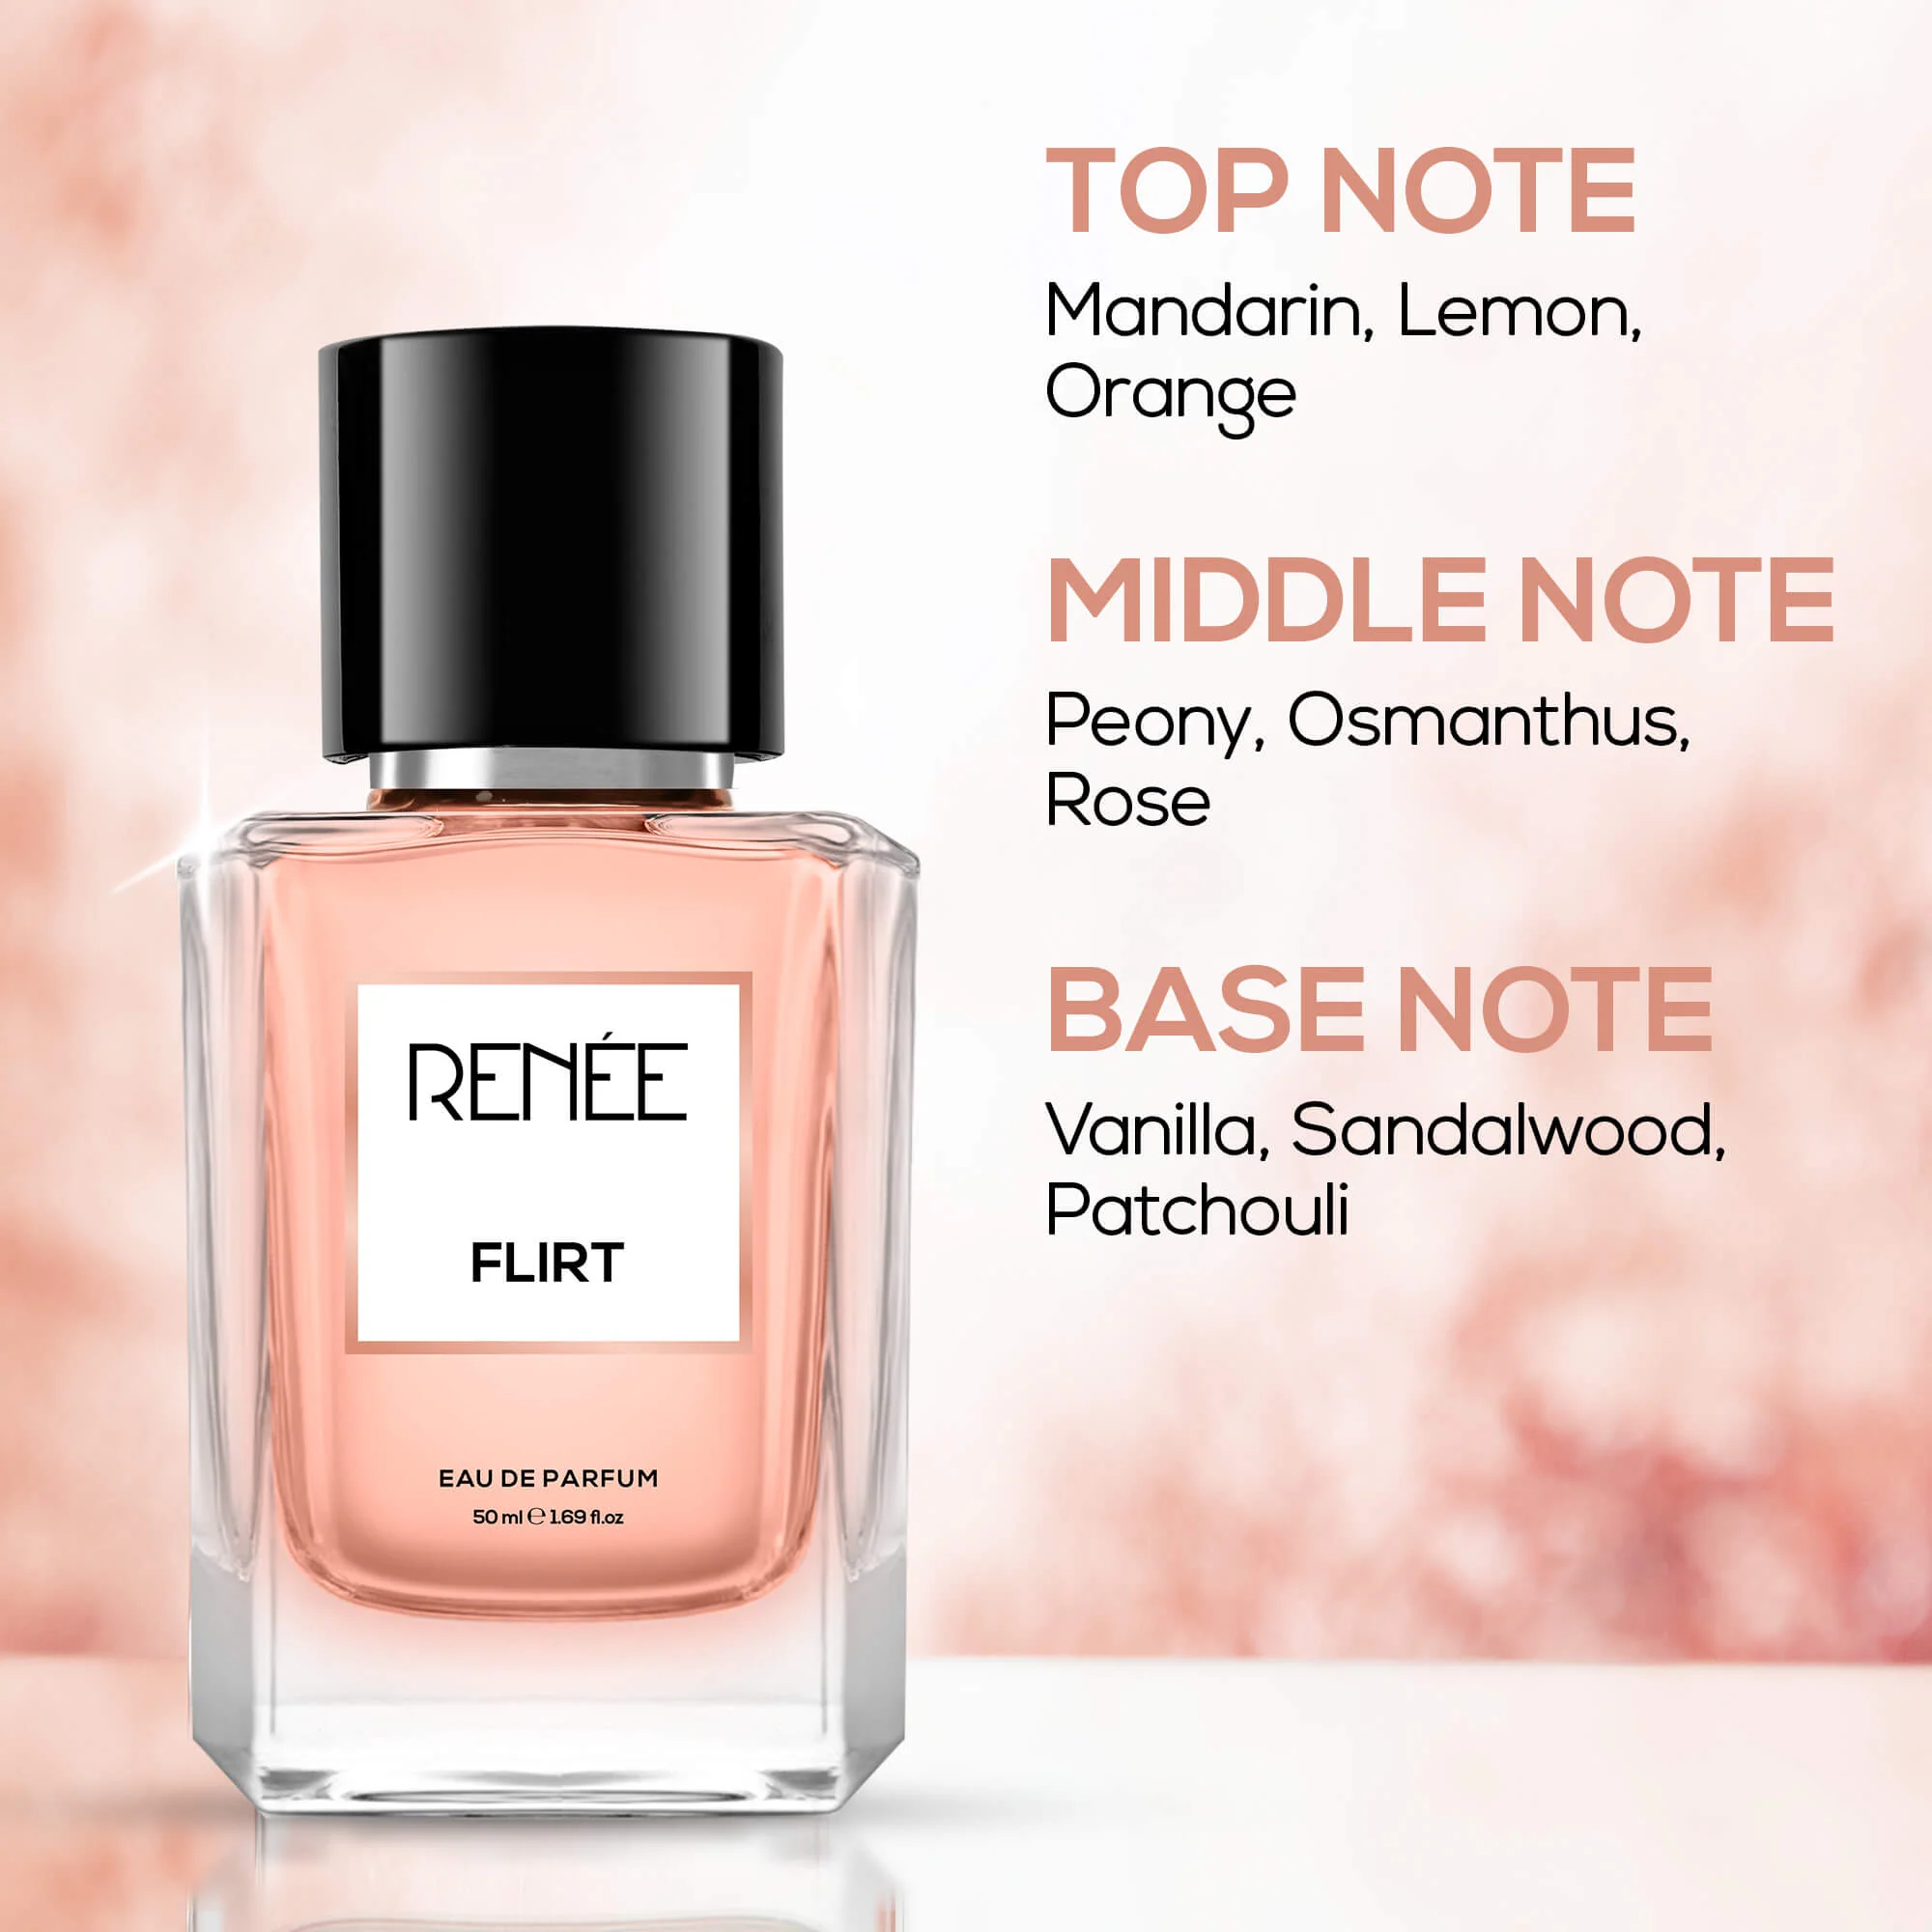 TOP NOTE
Mandarin, Lemon,
Orange
MIDDLE NOTE
Peony, Osmanthus,
Rose
BASE NOTE
Vanilla, Sandalwood,
Patchouli
RENÉE
FLIRT
EAU DE PARFUM
50 ml ℮ 1.69 fl.oz